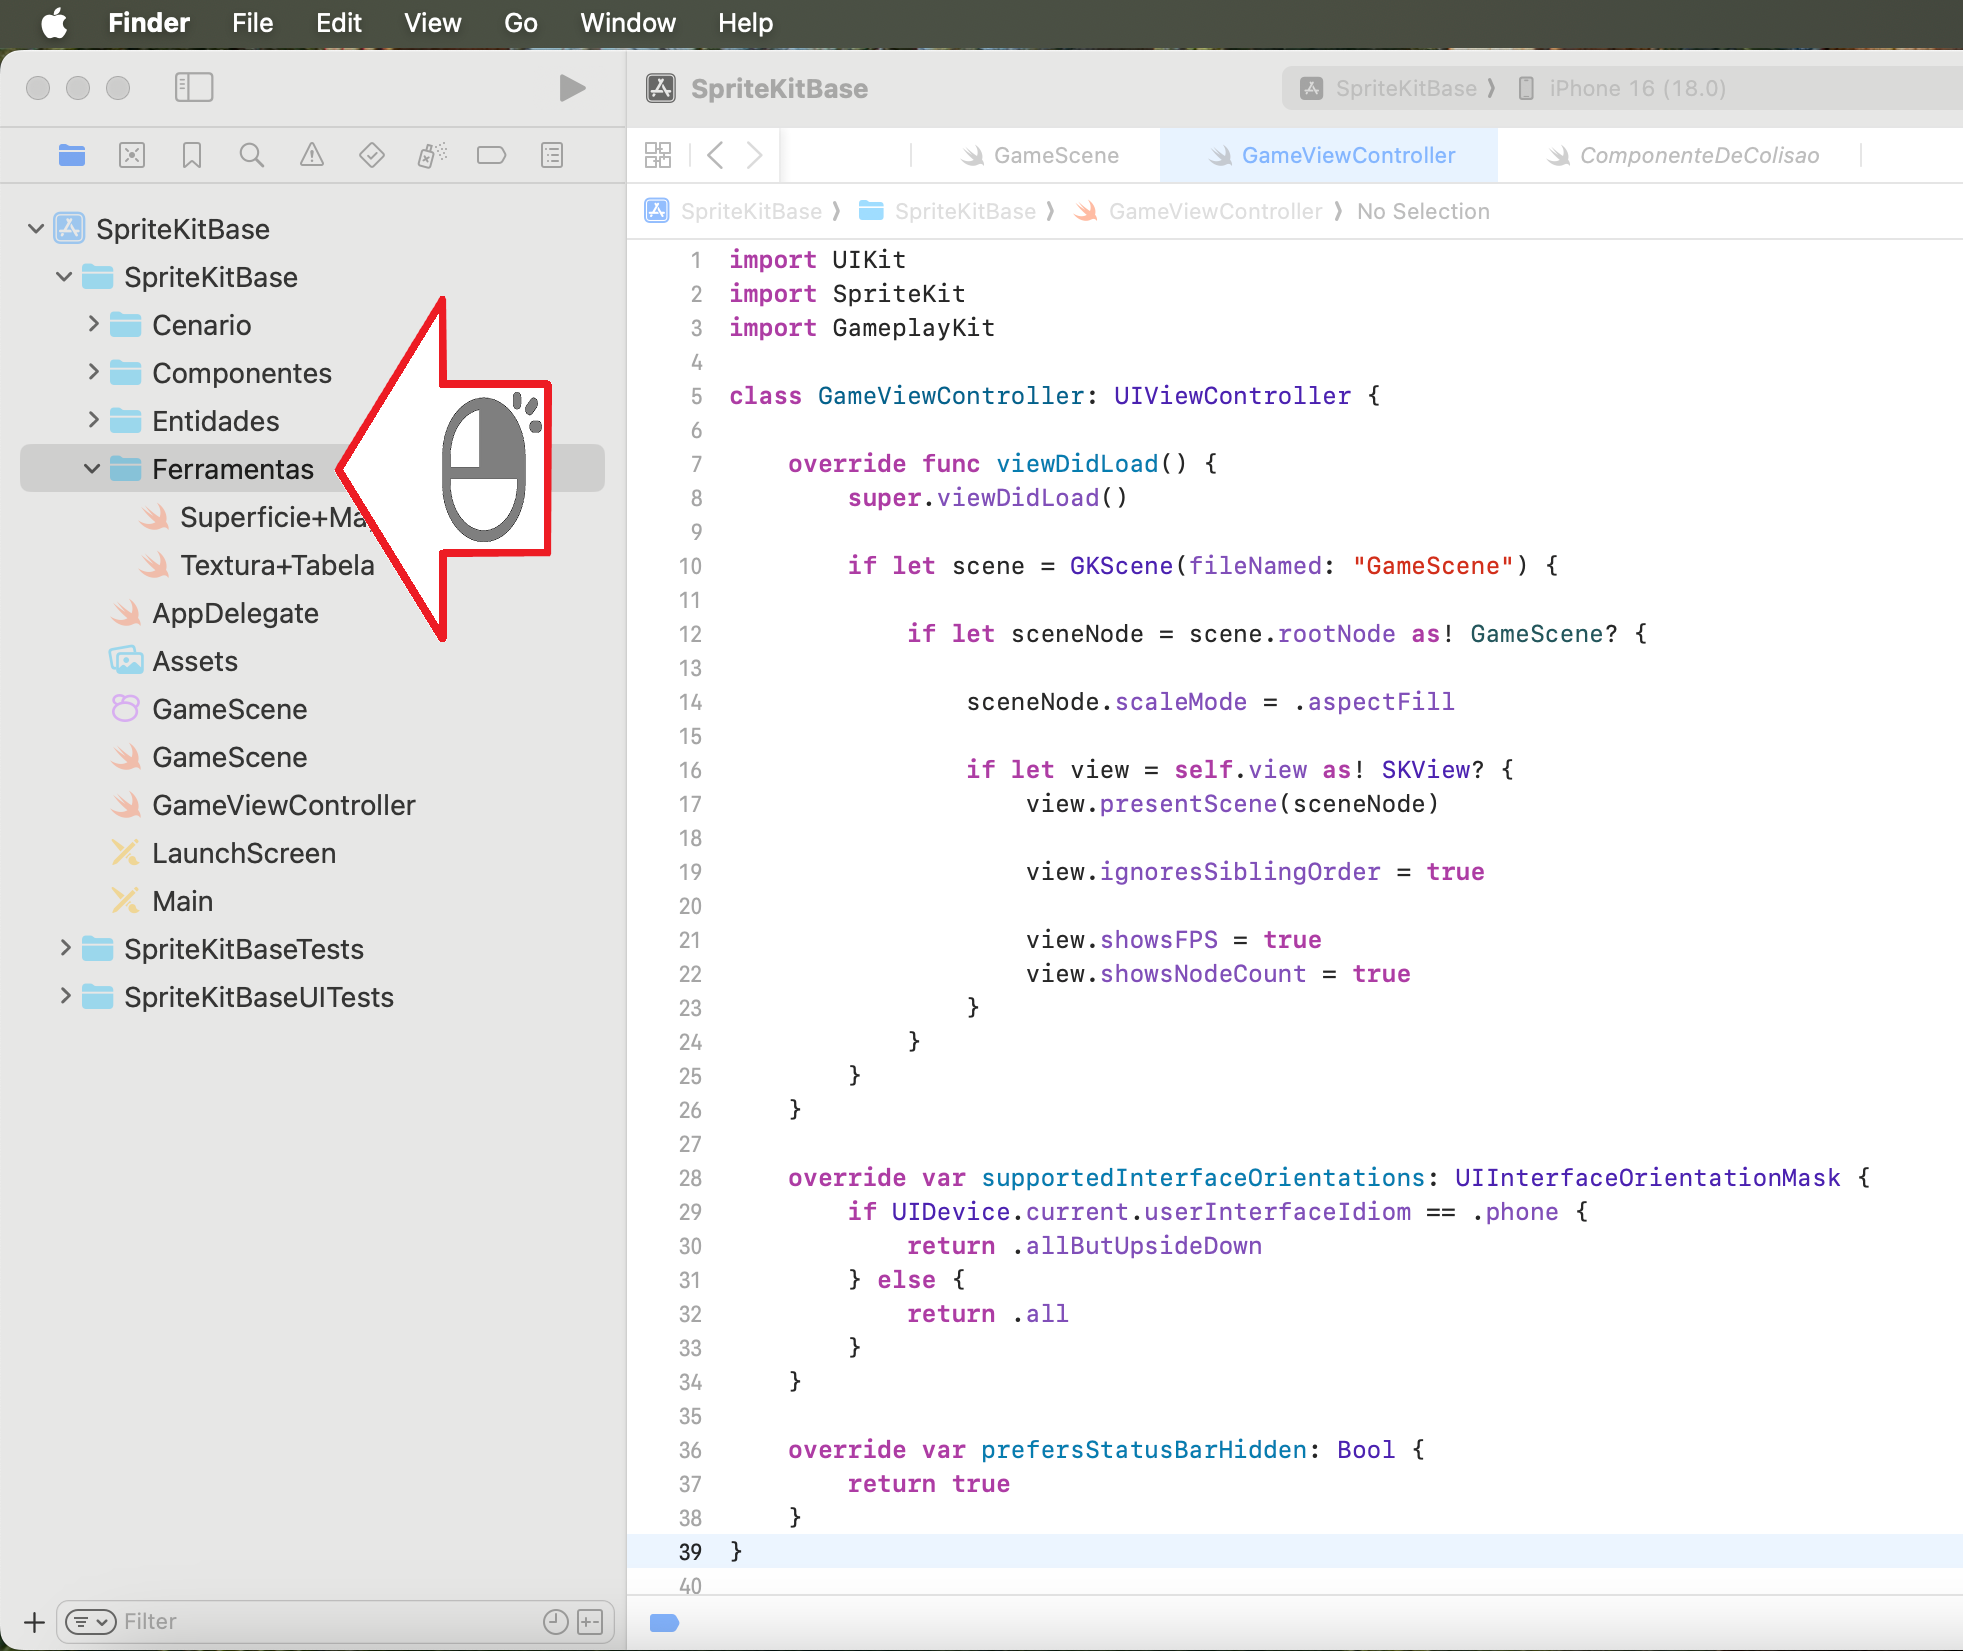 Finder File Edit View Go Window Help
SpriteKitBase
SpriteKitBase ⟩ iPhone 16 (18.0)
GameScene GameViewController ComponenteDeColisao
SpriteKitBase ⟩ SpriteKitBase ⟩ GameViewController ⟩ No Selection
SpriteKitBase
SpriteKitBase
Cenario
Componentes
Entidades
Ferramentas
Superficie+Ma
Textura+Tabela
AppDelegate
Assets
GameScene
GameScene
GameViewController
LaunchScreen
Main
SpriteKitBaseTests
SpriteKitBaseUITests
Filter
1 import UIKit
2 import SpriteKit
3 import GameplayKit
4
5 class GameViewController: UIViewController {
6
7 override func viewDidLoad() {
8 super.viewDidLoad()
9
10 if let scene = GKScene(fileNamed: "GameScene") {
11
12 if let sceneNode = scene.rootNode as! GameScene? {
13
14 sceneNode.scaleMode = .aspectFill
15
16 if let view = self.view as! SKView? {
17 view.presentScene(sceneNode)
18
19 view.ignoresSiblingOrder = true
20
21 view.showsFPS = true
22 view.showsNodeCount = true
23 }
24 }
25 }
26 }
27
28 override var supportedInterfaceOrientations: UIInterfaceOrientationMask {
29 if UIDevice.current.userInterfaceIdiom == .phone {
30 return .allButUpsideDown
31 } else {
32 return .all
33 }
34 }
35
36 override var prefersStatusBarHidden: Bool {
37 return true
38 }
39 }
40